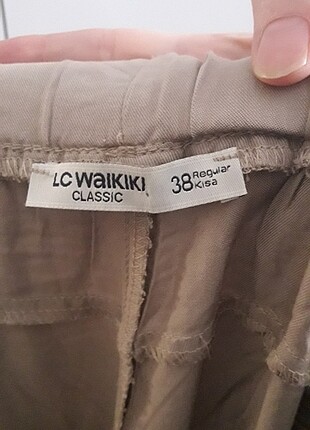 LC WAIKIKI
CLASSIC
38 Regular
Kısa